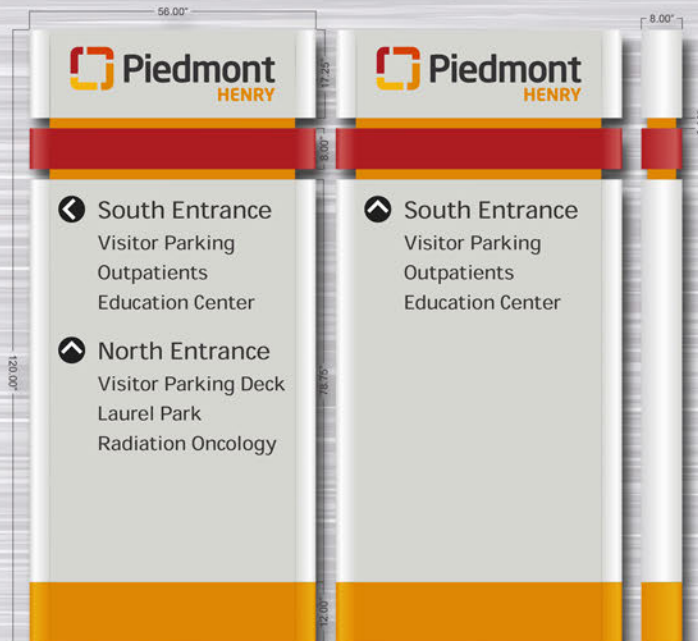 56.00"
8.00"
Piedmont
HENRY
17.25"
8.00"
South Entrance
Visitor Parking
Outpatients
Education Center
North Entrance
Visitor Parking Deck
Laurel Park
Radiation Oncology
120.00"
78.75"
12.00"
Piedmont
HENRY
South Entrance
Visitor Parking
Outpatients
Education Center